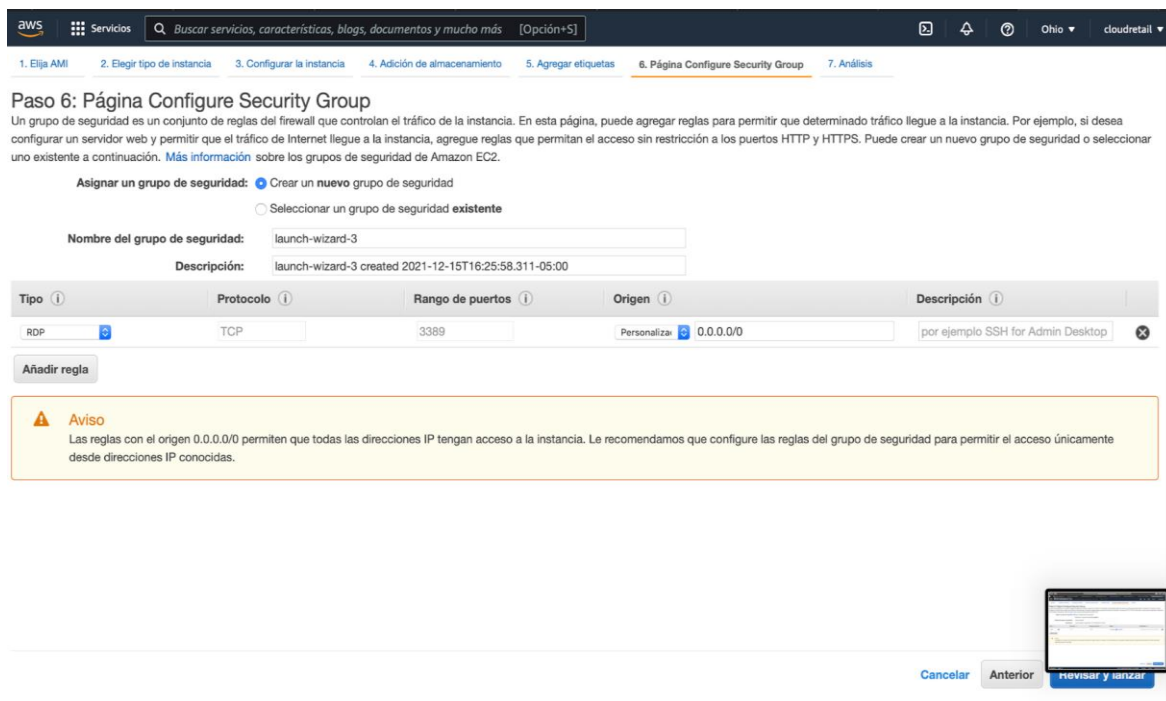 aws Servicios Buscar servicios, características, blogs, documentos y mucho más [Opción+S] Ohio cloudretail
1. Elija AMI 2. Elegir tipo de instancia 3. Configurar la instancia 4. Adición de almacenamiento 5. Agregar etiquetas 6. Página Configure Security Group 7. Análisis
Paso 6: Página Configure Security Group
Un grupo de seguridad es un conjunto de reglas del firewall que controlan el tráfico de la instancia. En esta página, puede agregar reglas para permitir que determinado tráfico llegue a la instancia. Por ejemplo, si desea
configurar un servidor web y permitir que el tráfico de Internet llegue a la instancia, agregue reglas que permitan el acceso sin restricción a los puertos HTTP y HTTPS. Puede crear un nuevo grupo de seguridad o seleccionar
uno existente a continuación. Más información sobre los grupos de seguridad de Amazon EC2.
Asignar un grupo de seguridad: Crear un nuevo grupo de seguridad
Seleccionar un grupo de seguridad existente
Nombre del grupo de seguridad: launch-wizard-3
Descripción: launch-wizard-3 created 2021-12-15T16:25:58.311-05:00
Tipo Protocolo Rango de puertos Origen Descripción
RDP TCP 3389 Personaliza 0.0.0.0/0 por ejemplo SSH for Admin Desktop
Añadir regla
Aviso
Las reglas con el origen 0.0.0.0/0 permiten que todas las direcciones IP tengan acceso a la instancia. Le recomendamos que configure las reglas del grupo de seguridad para permitir el acceso únicamente
desde direcciones IP conocidas.
Cancelar Anterior Revisar y lanzar